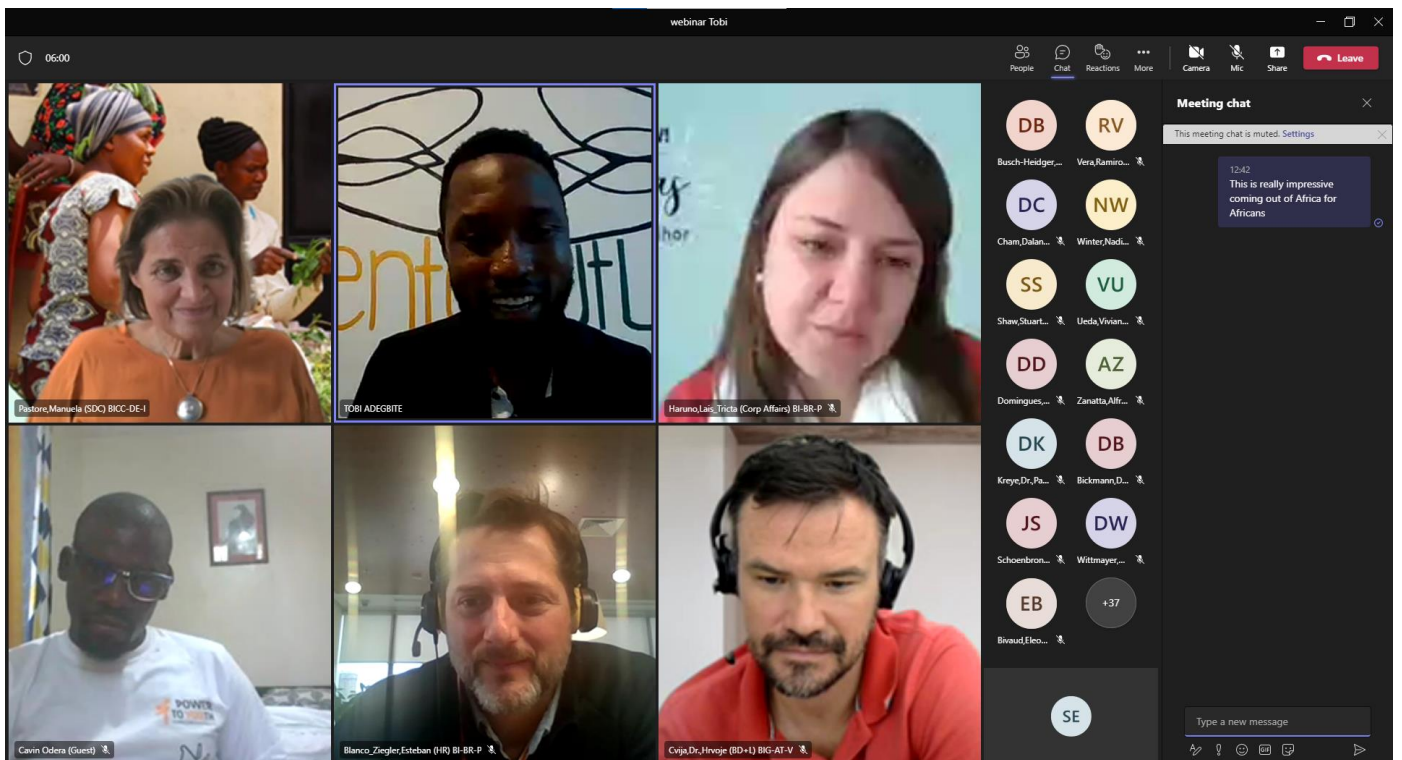 webinar Tobi
06:00
People
Chat
Reactions
More
Camera
Mic
Share
Leave
Pastore,Manuela (SDC) BICC-DE-I
TOBI ADEGBITE
Haruno,Lais_Tricta (Corp Affairs) BI-BR-P
hor
Cavin Odera (Guest)
POWER
TO YOUTH
Blanco_Ziegler,Esteban (HR) BI-BR-P
Cvija,Dr.,Hrvoje (BD+L) BIG-AT-V
DB
RV
Busch-Heidger,...
Vera,Ramiro...
DC
NW
Cham,Dalan...
Winter,Nadi...
SS
VU
Shaw,Stuart...
Ueda,Vivian...
DD
AZ
Domingues,...
Zanatta,Alfr...
DK
DB
Kreye,Dr.,Pa...
Bickmann,D...
JS
DW
Schoenbron...
Wittmayer,...
EB
+37
Bivaud,Eleo...
SE
Meeting chat
This meeting chat is muted. Settings
12:42
This is really impressive
coming out of Africa for
Africans
Type a new message
GIF